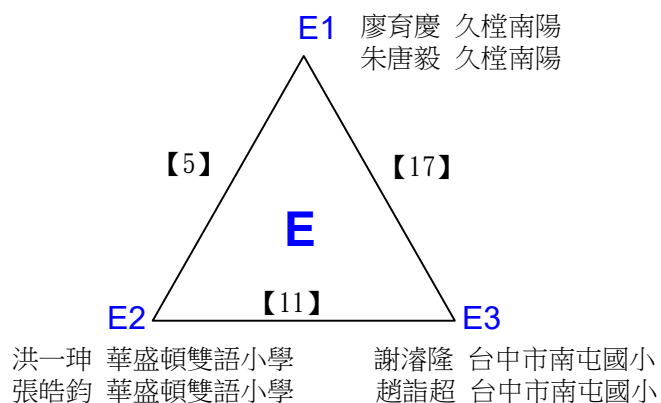 E1 廖育慶 久樘南陽
朱唐毅 久樘南陽
【5】 【17】
E
【11】
E2 E3
洪一珅 華盛頓雙語小學 謝濬隆 台中市南屯國小
張皓鈞 華盛頓雙語小學 趙詣超 台中市南屯國小